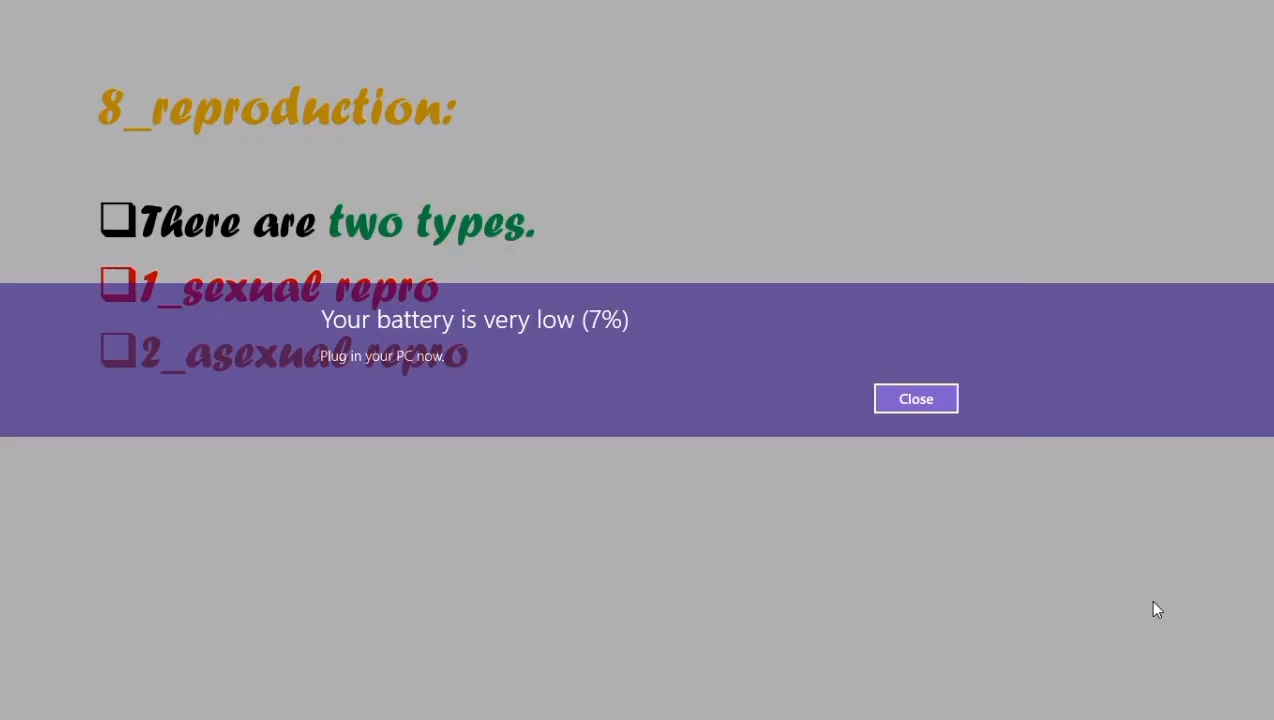 8_reproduction:
❑There are two types.
❑1_sexual repro
Your battery is very low (7%)
❑2_asexual repro
Plug in your PC now.
Close